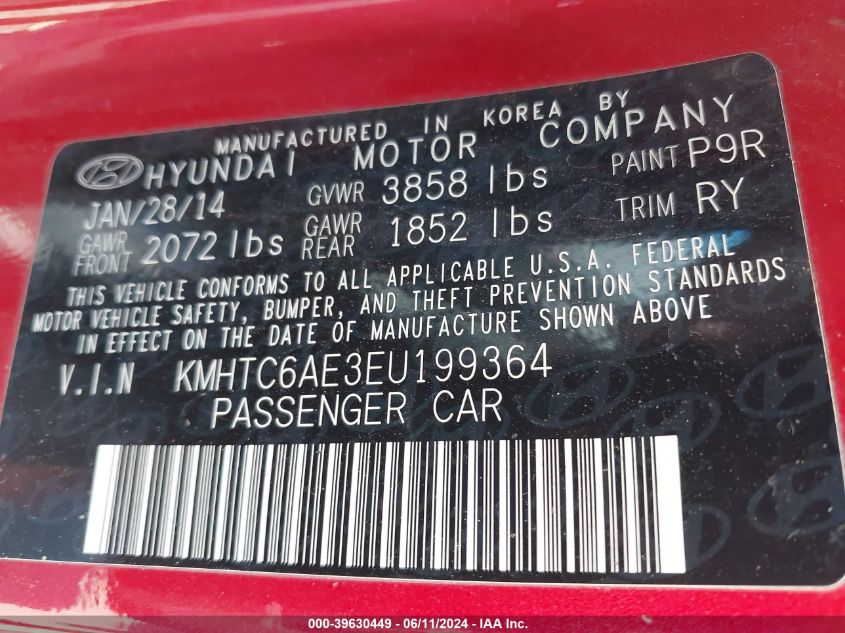 MANUFACTURED IN KOREA BY
HYUNDAI MOTOR COMPANY
JAN/28/14 GVWR 3858 lbs PAINT P9R
GAWR FRONT 2072 lbs GAWR REAR 1852 lbs TRIM RY
THIS VEHICLE CONFORMS TO ALL APPLICABLE U.S.A. FEDERAL
MOTOR VEHICLE SAFETY, BUMPER, AND THEFT PREVENTION STANDARDS
IN EFFECT ON THE DATE OF MANUFACTURE SHOWN ABOVE
V.I.N KMHTC6AE3EU199364
PASSENGER CAR
000-39630449 - 06/11/2024 - IAA Inc.